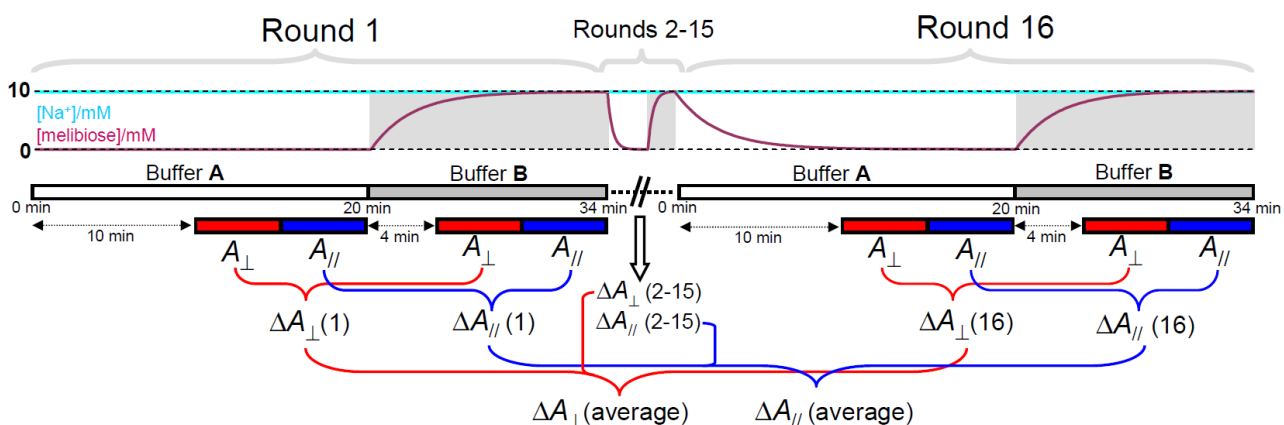 Round 1 Rounds 2-15 Round 16
10
[Na⁺]/mM
[melibiose]/mM
0
Buffer A Buffer B Buffer A Buffer B
0 min 20 min 34 min 0 min 20 min 34 min
10 min 4 min 10 min 4 min
A⊥ A// A⊥ A// A⊥ A// A⊥ A//
ΔA⊥ (2-15)
ΔA// (2-15)
ΔA⊥(1) ΔA// (1) ΔA⊥(16) ΔA// (16)
ΔA⊥(average) ΔA// (average)